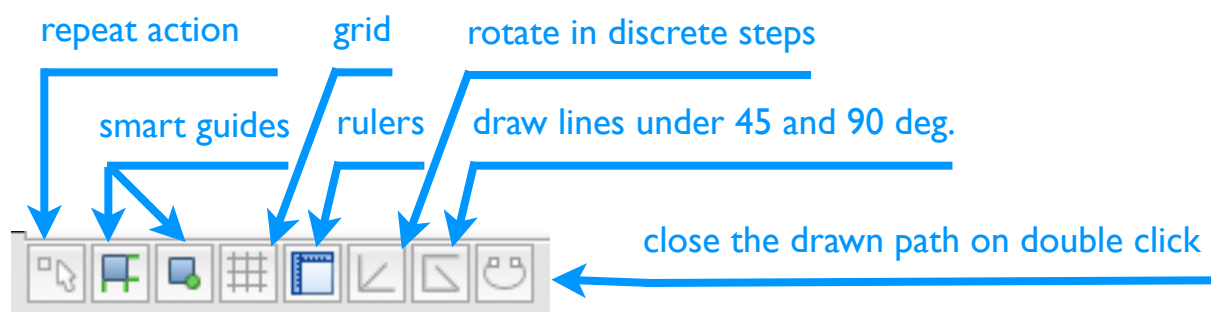 repeat action
grid
rotate in discrete steps
smart guides
rulers
draw lines under 45 and 90 deg.
close the drawn path on double click